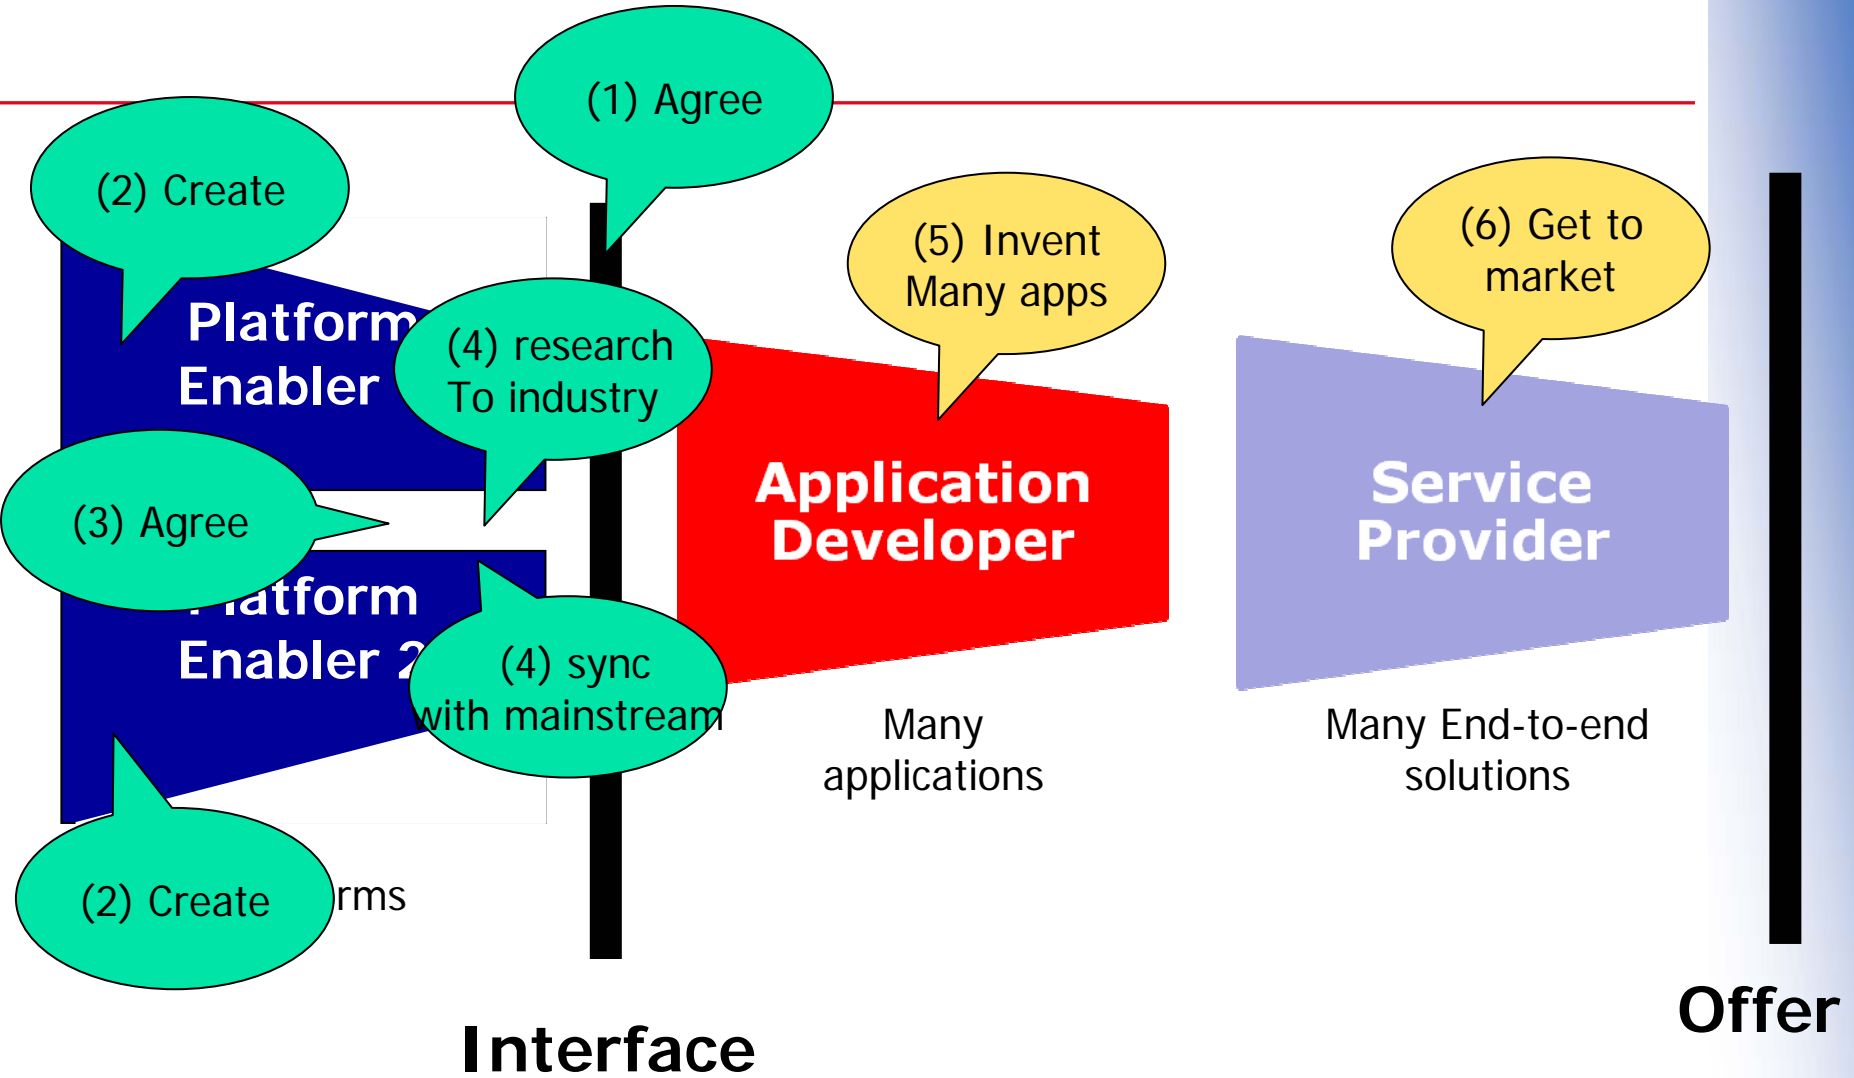 (1) Agree
(2) Create
(5) Invent
Many apps
(6) Get to
market
Platform
Enabler
(4) research
To industry
(3) Agree
Application
Developer
Service
Provider
Enabler 2
(4) sync
with mainstream
Many
applications
Many End-to-end
solutions
(2) Create
Offer
Interface